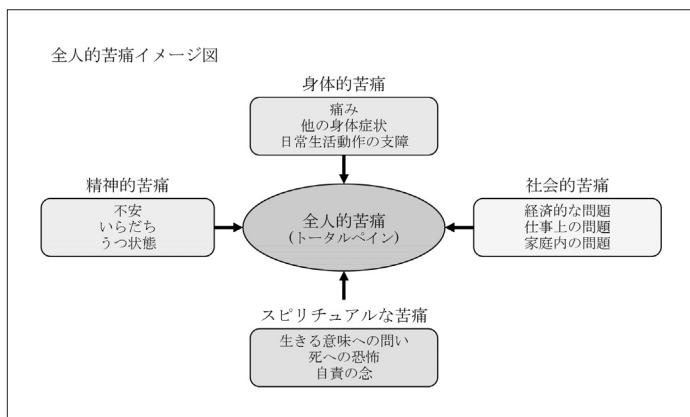 全人的苦痛イメージ図
身体的苦痛
痛み
他の身体症状
日常生活動作の支障
精神的苦痛
不安
いらだち
うつ状態
全人的苦痛
(トータルペイン)
社会的苦痛
経済的な問題
仕事上の問題
家庭内の問題
スピリチュアルな苦痛
生きる意味への問い
死への恐怖
自責の念